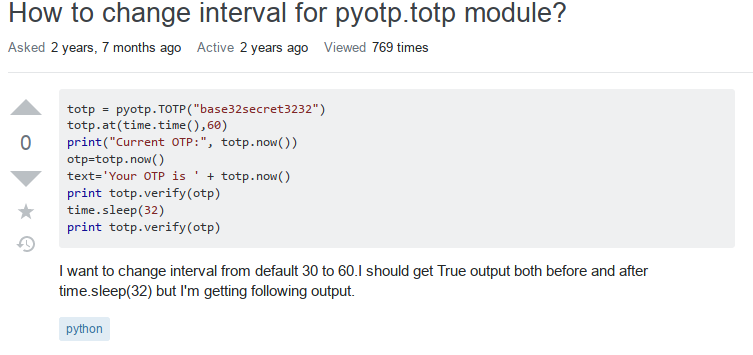 How to change interval for pyotp.totp module?
Asked 2 years, 7 months ago Active 2 years ago Viewed 769 times
0
totp = pyotp.TOTP("base32secret3232")
totp.at(time.time(),60)
print("Current OTP:", totp.now())
otp=totp.now()
text='Your OTP is ' + totp.now()
print totp.verify(otp)
time.sleep(32)
print totp.verify(otp)
I want to change interval from default 30 to 60.I should get True output both before and after
time.sleep(32) but I'm getting following output.
python